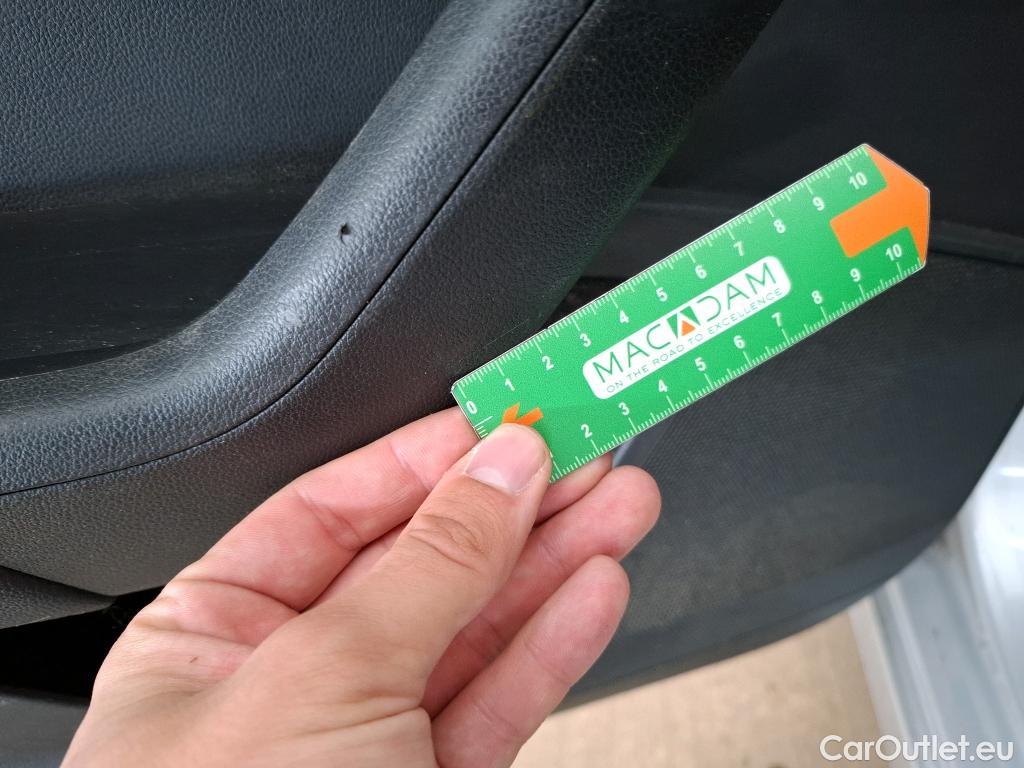 0 1 2 3 4 5 6 7 8 9 10
MACADAM
ON THE ROAD TO EXCELLENCE
2 3 4 5 6 7 8 9 10
CarOutlet.eu